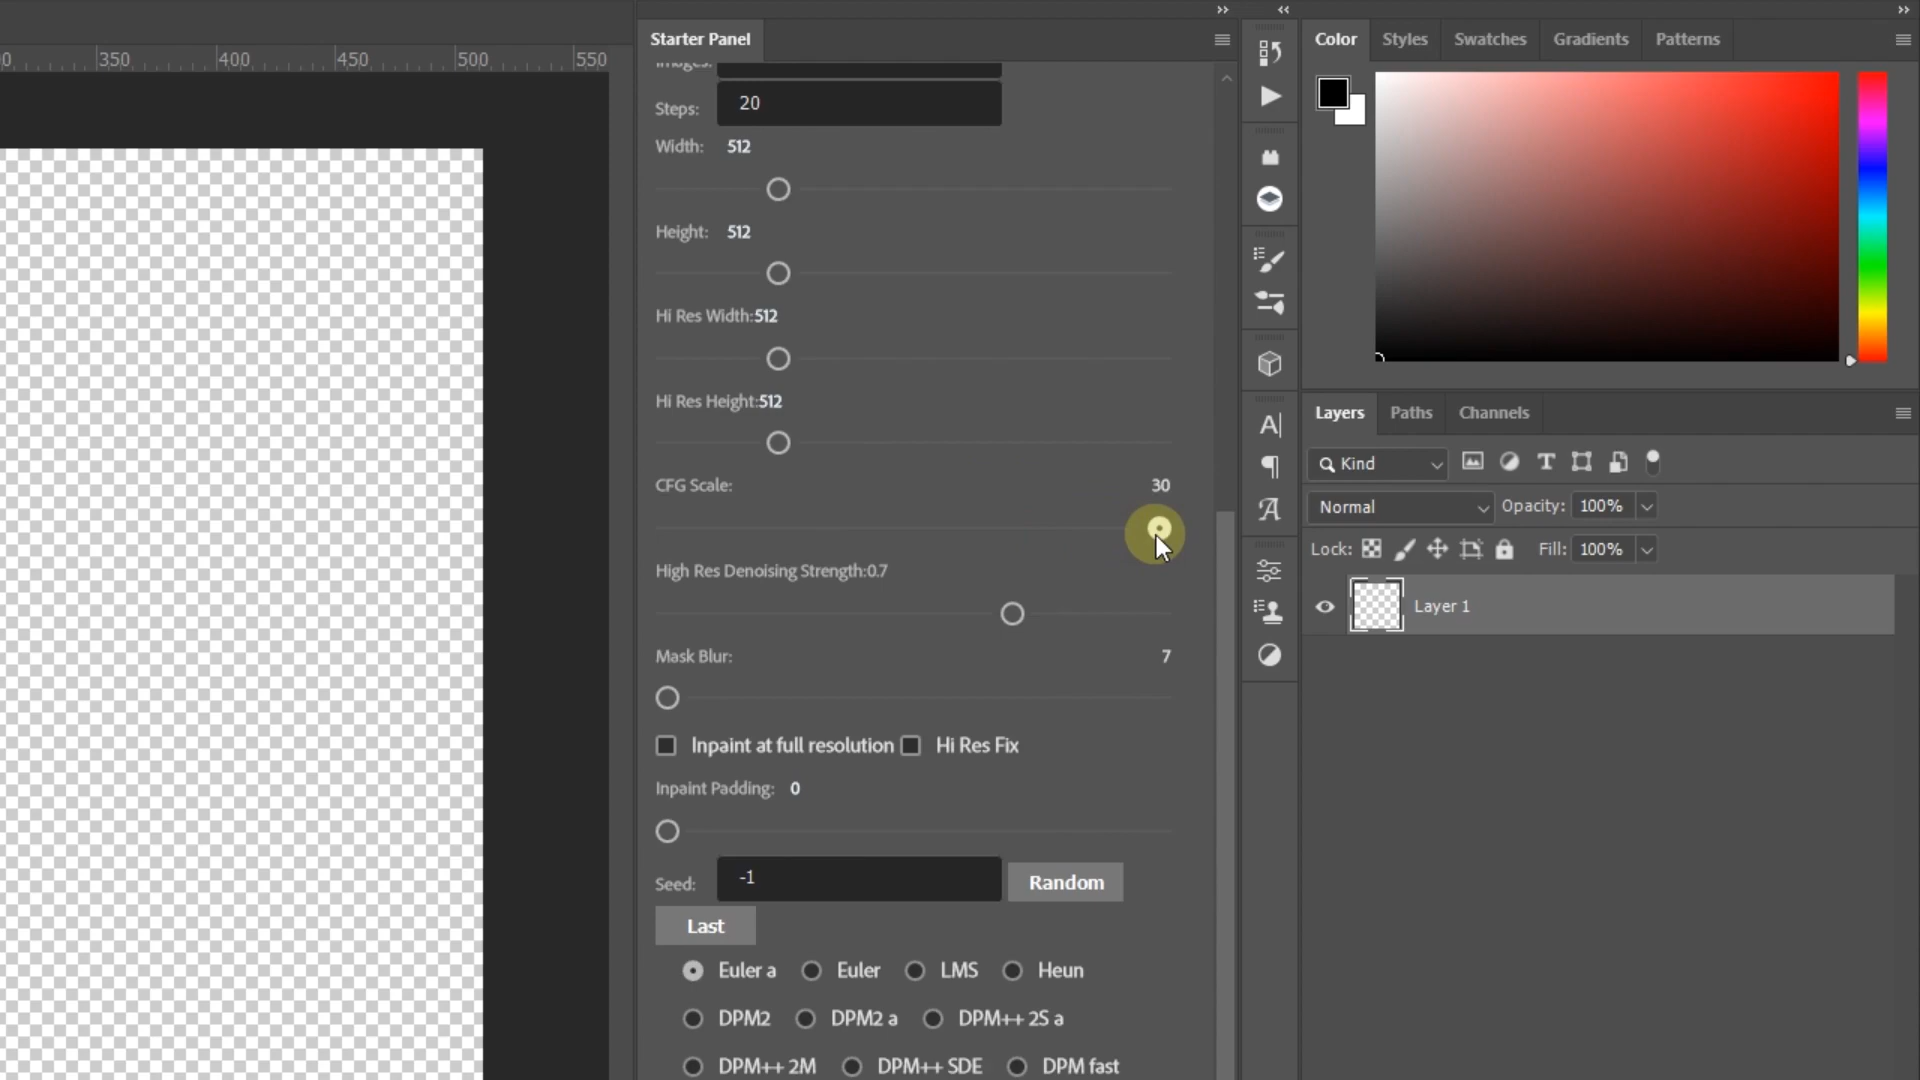 Starter Panel
Color Styles Swatches Gradients Patterns
350 400 450 500 550
Images:
Steps: 20
Width: 512
Height: 512
Hi Res Width:512
Hi Res Height:512
CFG Scale: 30
High Res Denoising Strength:0.7
Mask Blur: 7
Inpaint at full resolution Hi Res Fix
Inpaint Padding: 0
Seed: -1 Random
Last
Euler a Euler LMS Heun
DPM2 DPM2 a DPM++ 2S a
DPM++ 2M DPM++ SDE DPM fast
Layers Paths Channels
Kind
Normal Opacity: 100%
Lock: Fill: 100%
Layer 1